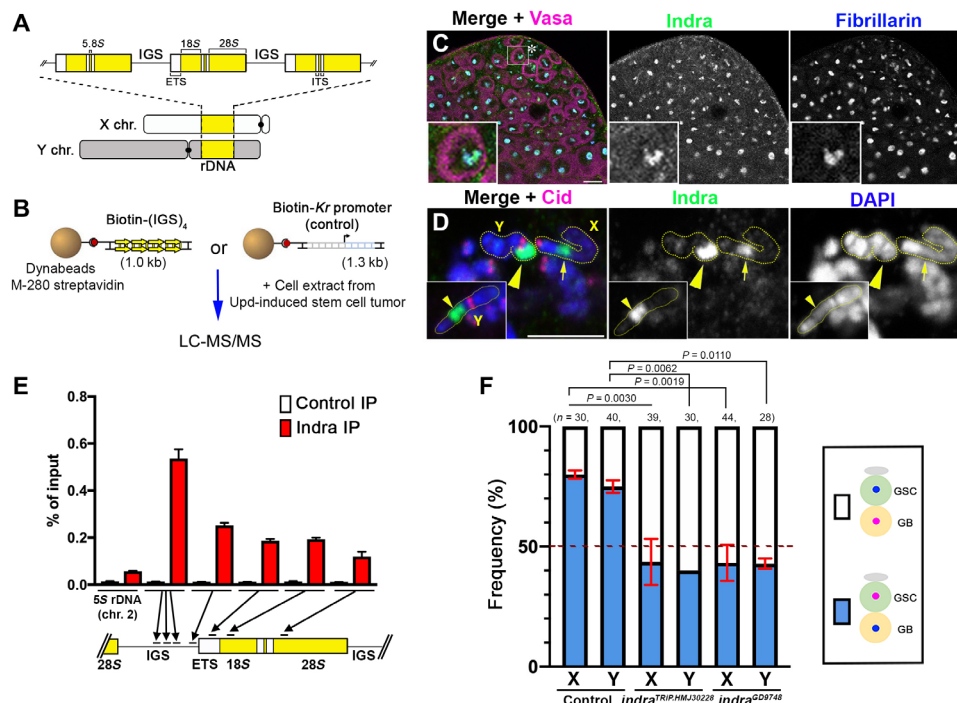 A
5.8S
IGS
18S
28S
IGS
ETS
ITS
X chr.
Y chr.
rDNA
B
Biotin-(IGS)4
(1.0 kb)
or
Biotin-Kr promoter
(control)
(1.3 kb)
Dynabeads
M-280 streptavidin
+ Cell extract from
Upd-induced stem cell tumor
LC-MS/MS
C
Merge + Vasa
Indra
Fibrillarin
*
D
Merge + Cid
Indra
DAPI
Y
X
Y
E
Control IP
Indra IP
% of input
0.8
0.6
0.4
0.2
0.0
5S rDNA
(chr. 2)
28S
IGS
ETS
18S
28S
IGS
F
P = 0.0110
P = 0.0062
P = 0.0019
P = 0.0030
(n = 30, 40, 39, 30, 44, 28)
Frequency (%)
100
50
0
X Y X Y X Y
Control indraTRiP.HMJ30228 indraGD9748
GSC
GB
GSC
GB